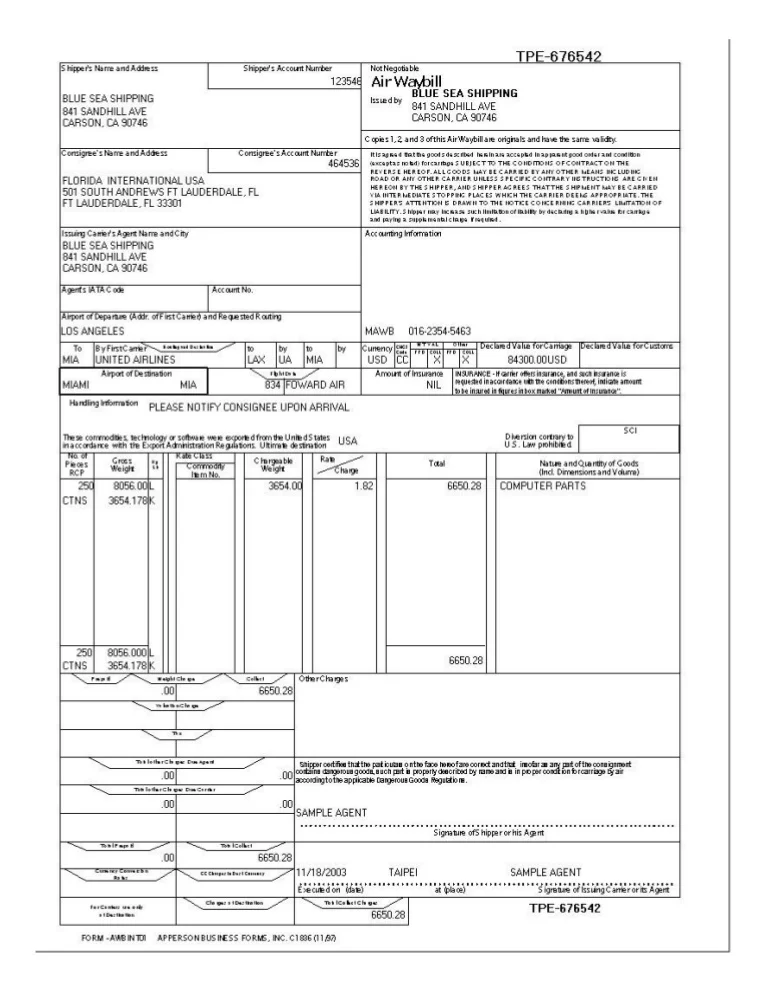 TPE-676542
Shipper's Name and Address
Shipper's Account Number
123546
BLUE SEA SHIPPING
841 SANDHILL AVE
CARSON, CA 90746
Not Negotiable
Air Waybill
Issued by
BLUE SEA SHIPPING
841 SANDHILL AVE
CARSON, CA 90746
Copies 1, 2, and 3 of this Air Waybill are originals and have the same validity.
Consignee's Name and Address
Consignee's Account Number
464536
FLORIDA INTERNATIONAL USA
501 SOUTH ANDREWS FT LAUDERDALE, FL
FT LAUDERDALE, FL 33301
It is agreed that the goods described herein are accepted in apparent good order and condition
(except as noted) for carriage SUBJECT TO THE CONDITIONS OF CONTRACT ON THE
REVERSE HEREOF. ALL GOODS MAY BE CARRIED BY ANY OTHER MEANS INCLUDING
ROAD OR ANY OTHER CARRIER UNLESS SPECIFIC CONTRARY INSTRUCTIONS ARE GIVEN
HEREON BY THE SHIPPER, AND SHIPPER AGREES THAT THE SHIPMENT MAY BE CARRIED
VIA INTERMEDIATE STOPPING PLACES WHICH THE CARRIER DEEMS APPROPRIATE. THE
SHIPPER'S ATTENTION IS DRAWN TO THE NOTICE CONCERNING CARRIERS LIMITATION OF
LIABILITY. Shipper may increase such limitation of liability by declaring a higher value for carriage
and paying a supplemental charge if required.
Issuing Carrier's Agent Name and City
BLUE SEA SHIPPING
841 SANDHILL AVE
CARSON, CA 90746
Accounting Information
Agent's IATA Code
Account No.
Airport of Departure (Addr. of First Carrier) and Requested Routing
LOS ANGELES
MAWB 016-2354-5463
To
By First Carrier
Routing and Destination
to
by
to
by
MIA
UNITED AIRLINES
LAX
UA
MIA
Currency
CHGS Code
WT/VAL
Other
PPD
COLL
PPD
COLL
Declared Value for Carriage
Declared Value for Customs
USD
CC
X
X
84300.00USD
Airport of Destination
Flight/Date
MIAMI
MIA
834
FOWARD AIR
Amount of Insurance
NIL
INSURANCE - If carrier offers insurance, and such insurance is
requested in accordance with the conditions thereof, indicate amount
to be insured in figures in box marked "Amount of Insurance".
Handling Information
PLEASE NOTIFY CONSIGNEE UPON ARRIVAL
These commodities, technology or software were exported from the United States
in accordance with the Export Administration Regulations. Ultimate destination
USA
Diversion contrary to
U.S. Law prohibited.
SCI
No. of Pieces RCP
Gross Weight
Kg Lb
Rate Class
Commodity Item No.
Chargeable Weight
Rate
Charge
Total
Nature and Quantity of Goods
(Incl. Dimensions and Volume)
250
8056.00
L
3654.00
1.82
6650.28
COMPUTER PARTS
CTNS
3654.178
K
250
8056.000
L
CTNS
3654.178
K
6650.28
Prepaid
Weight Charge
Collect
.00
6650.28
Other Charges
Valuation Charge
Tax
Total Other Charges Due Agent
.00
.00
Shipper certifies that the particulars on the face hereof are correct and that insofar as any part of the consignment
contains dangerous goods, such part is properly described by name and is in proper condition for carriage by air
according to the applicable Dangerous Goods Regulations.
Total Other Charges Due Carrier
.00
.00
SAMPLE AGENT
Signature of Shipper or his Agent
Total Prepaid
Total Collect
.00
6650.28
Currency Conversion Rates
CC Charges in Dest Currency
11/18/2003
TAIPEI
SAMPLE AGENT
Executed on (date)
at (place)
Signature of Issuing Carrier or its Agent
For Carriers use only
at Destination
Charges at Destination
Total Collect Charges
6650.28
TPE-676542
FORM - AWBINT01 APPERSON BUSINESS FORMS, INC. C1836 (11/97)